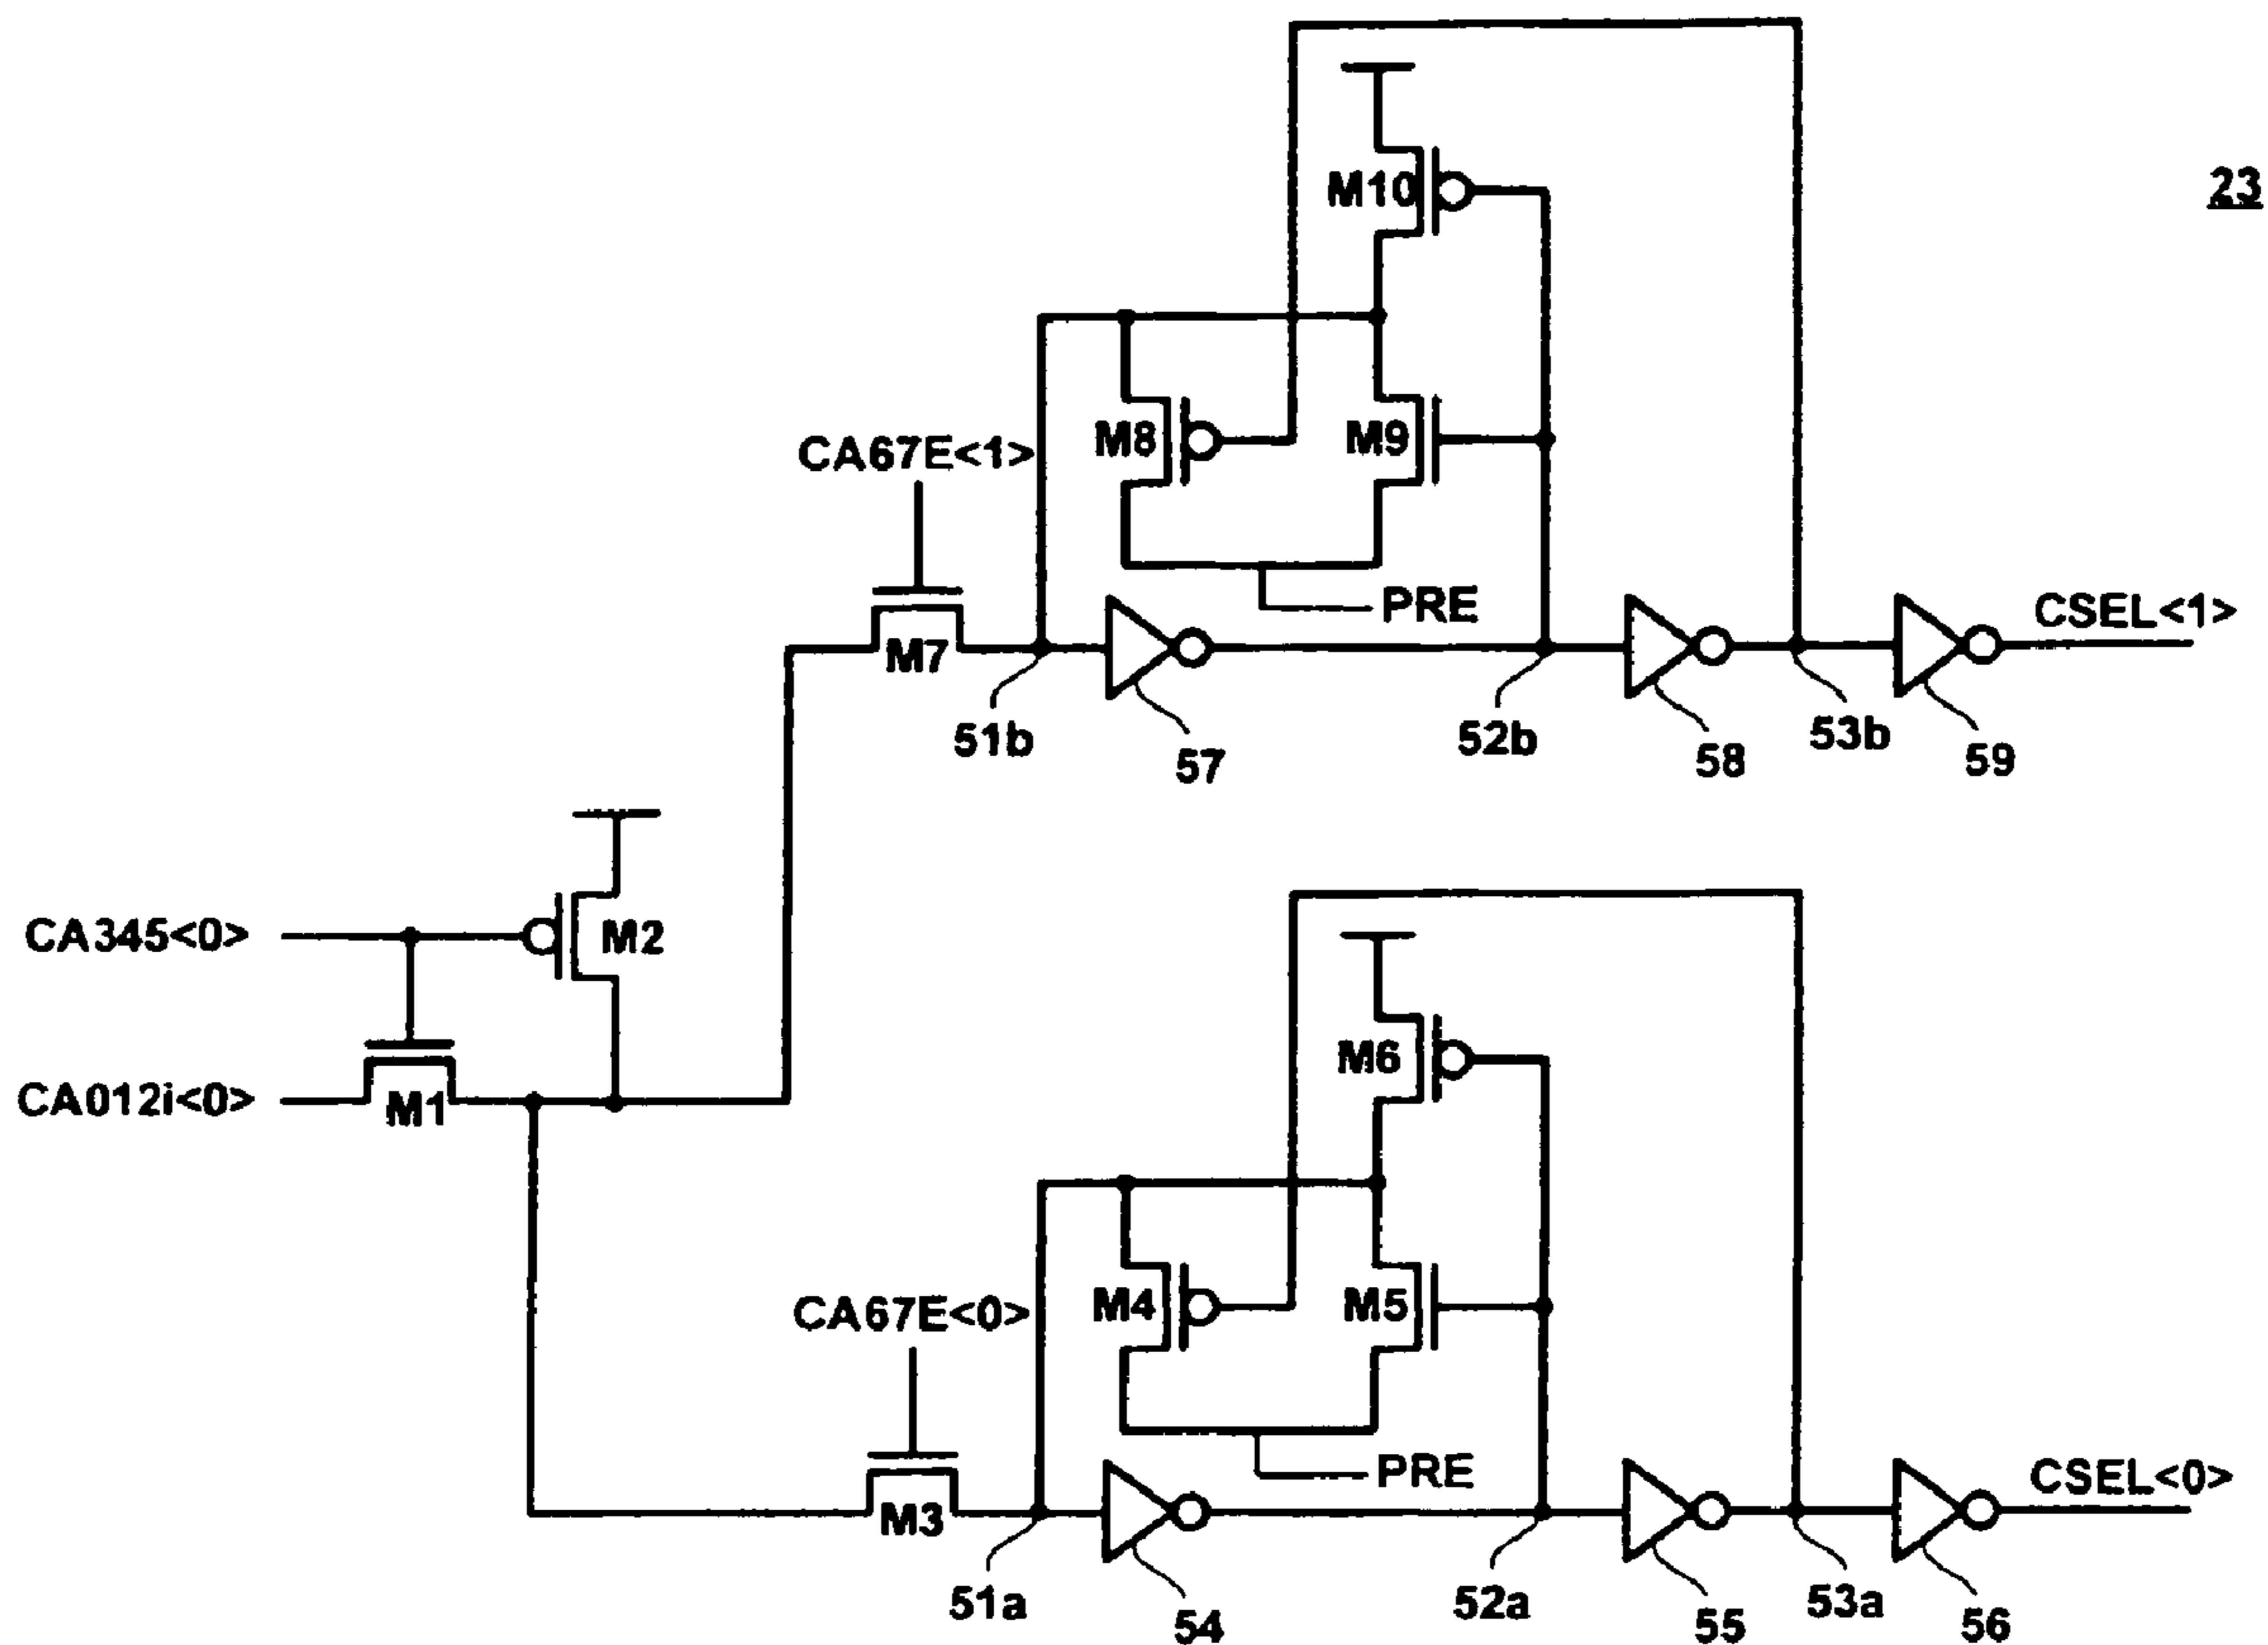 M10
23
M8
M9
CA67E<1>
PRE
CSEL<1>
M7
51b
57
52b
58
53b
59
CA345<0>
M2
CA012i<0>
M1
M6
M4
M5
CA67E<0>
PRE
CSEL<0>
M3
51a
54
52a
55
53a
56